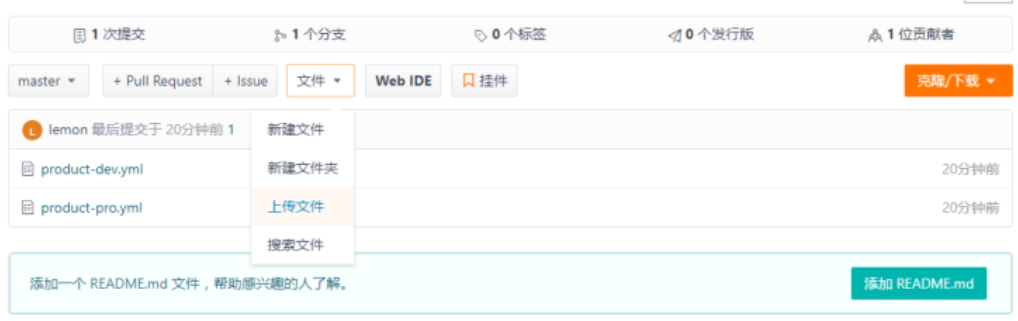 1 次提交 1 个分支 0 个标签 0 个发行版 1 位贡献者
master + Pull Request + Issue 文件 Web IDE 挂件 克隆/下载
L lemon 最后提交于 20分钟前 1
新建文件
新建文件夹
上传文件
搜索文件
product-dev.yml 20分钟前
product-pro.yml 20分钟前
添加一个 README.md 文件，帮助感兴趣的人了解。 添加 README.md